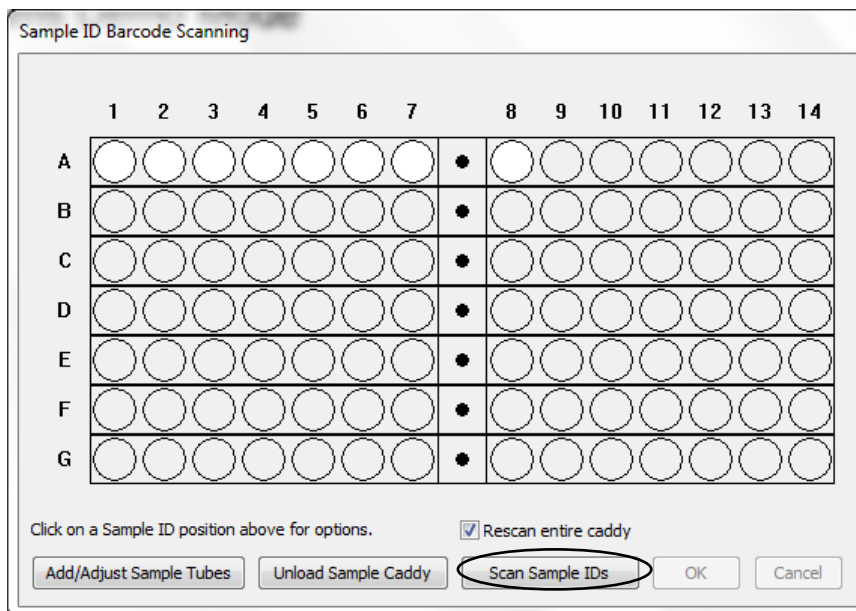 Sample ID Barcode Scanning
1 2 3 4 5 6 7 8 9 10 11 12 13 14
A
B
C
D
E
F
G
Click on a Sample ID position above for options. Rescan entire caddy
Add/Adjust Sample Tubes Unload Sample Caddy Scan Sample IDs OK Cancel